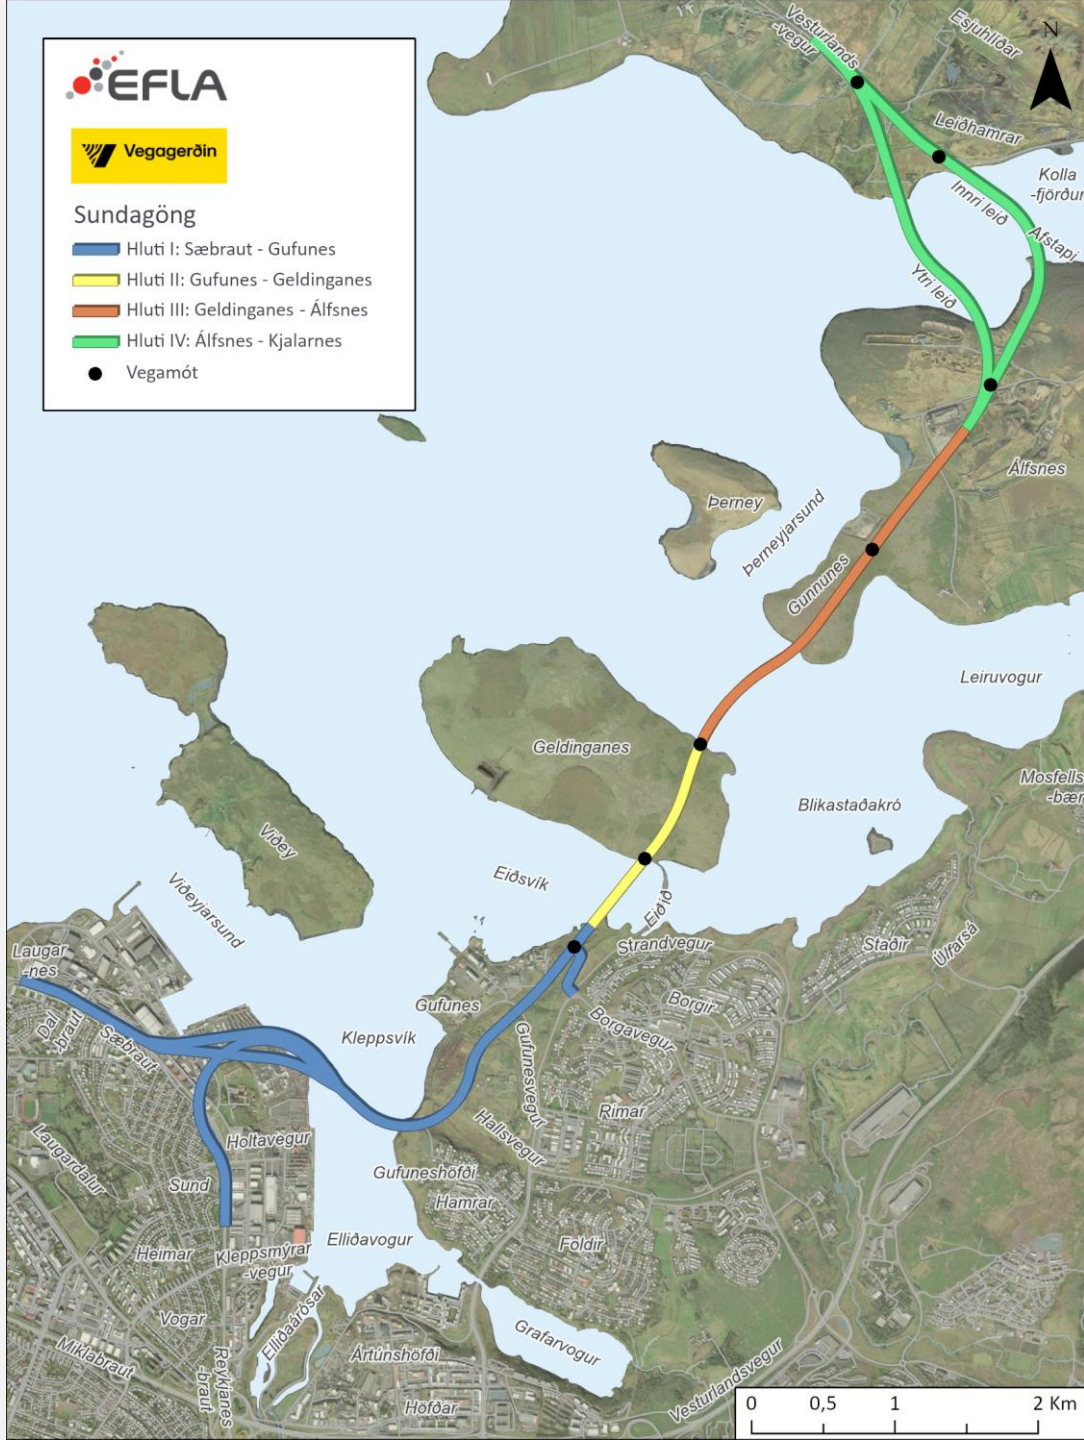 EFLA
Vegagerðin
Sundagöng
Hluti I: Sæbraut - Gufunes
Hluti II: Gufunes - Geldinganes
Hluti III: Geldinganes - Álfsnes
Hluti IV: Álfsnes - Kjalarnes
Vegamót
Vesturlands
-vegur
Esjuhlíðar
N
Leiðhamrar
Kolla
-fjörður
Innri leið
Afstapi
Ytri leið
Álfsnes
Þerney
Þerneyjarsund
Gunnunes
Leiruvogur
Geldinganes
Mosfells
-bær
Blikastaðakró
Viðey
Eiðsvík
Viðeyjarsund
Eiðið
Strandvegur
Staðir
Úlfarsá
Laugar
-nes
Gufunes
Borgir
Dal
-braut
Sæbraut
Kleppsvík
Borgavegur
Gufunesvegur
Rimar
Hallsvegur
Holtavegur
Laugardalur
Gufuneshöfði
Sund
Hamrar
Elliðavogur
Foldir
Heimar
Kleppsmýrar
-vegur
Vogar
Elliðaárósar
Grafarvogur
Miklabraut
Ártúnshöfði
Reykjanes
-braut
Höfðar
Vesturlandsvegur
0 0,5 1 2 Km